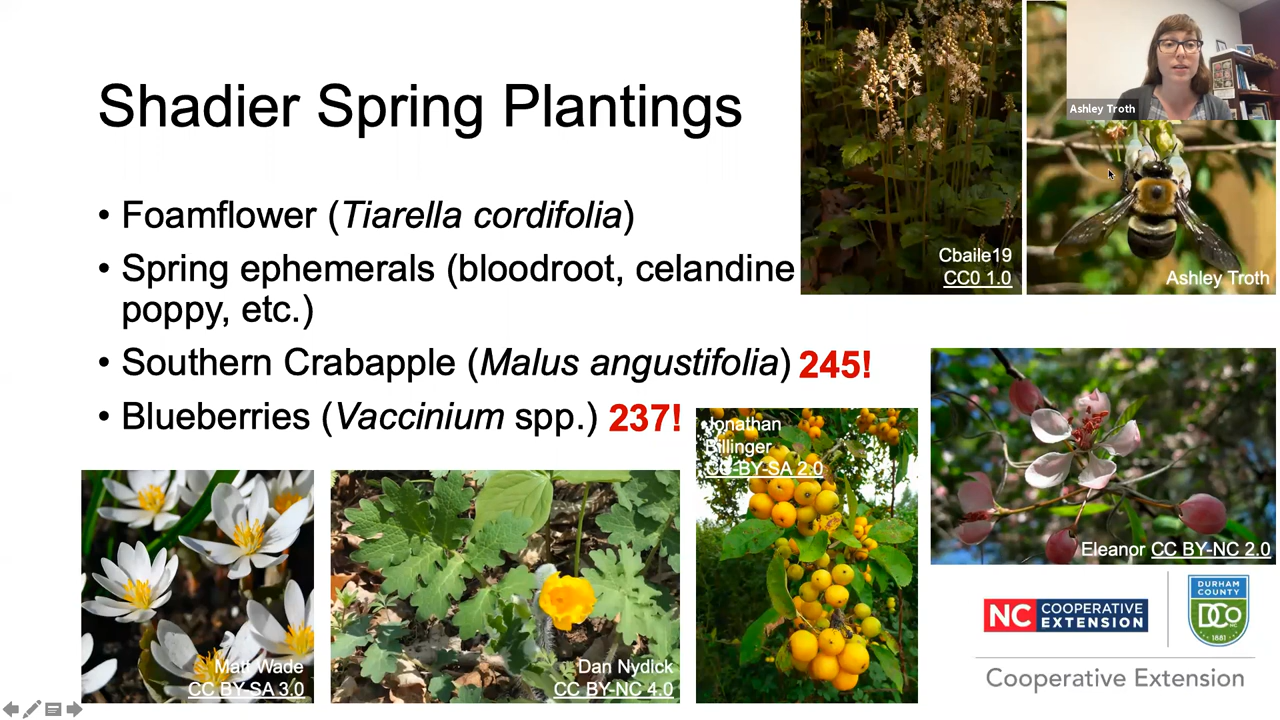 Shadier Spring Plantings
• Foamflower (Tiarella cordifolia)
• Spring ephemerals (bloodroot, celandine
poppy, etc.)
• Southern Crabapple (Malus angustifolia) 245!
• Blueberries (Vaccinium spp.) 237!
Cbaile19
CC0 1.0
Ashley Troth
Ashley Troth
Jonathan
Billinger
CC-BY-SA 2.0
Eleanor CC BY-NC 2.0
Matt Wade
CC BY-SA 3.0
Dan Nydick
CC BY-NC 4.0
NC COOPERATIVE
EXTENSION
DURHAM
COUNTY
DCo
NC
1881
Cooperative Extension